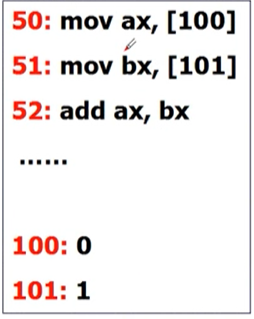 50: mov ax, [100]
51: mov bx, [101]
52: add ax, bx
......
100: 0
101: 1